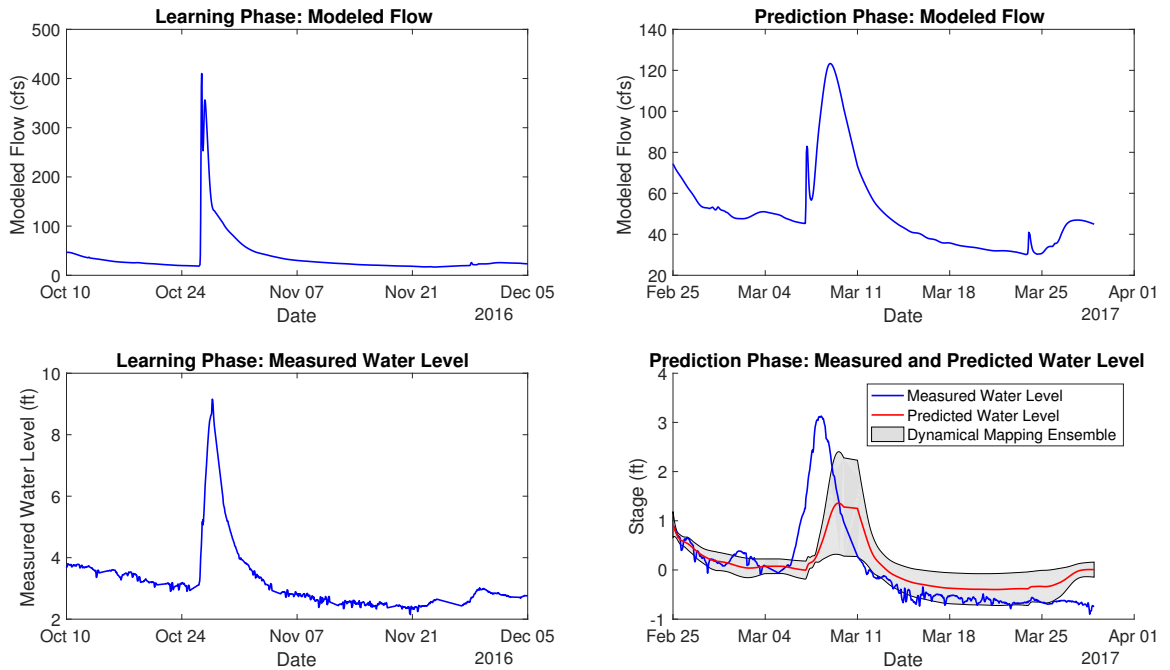 Learning Phase: Modeled Flow
500
400
300
200
100
0
Modeled Flow (cfs)
Oct 10 Oct 24 Nov 07 Nov 21 Dec 05
Date 2016
Prediction Phase: Modeled Flow
140
120
100
80
60
40
20
Modeled Flow (cfs)
Feb 25 Mar 04 Mar 11 Mar 18 Mar 25 Apr 01
Date 2017
Learning Phase: Measured Water Level
10
8
6
4
2
Measured Water Level (ft)
Oct 10 Oct 24 Nov 07 Nov 21 Dec 05
Date 2016
Prediction Phase: Measured and Predicted Water Level
4
3
2
1
0
-1
Stage (ft)
Measured Water Level
Predicted Water Level
Dynamical Mapping Ensemble
Feb 25 Mar 04 Mar 11 Mar 18 Mar 25 Apr 01
Date 2017